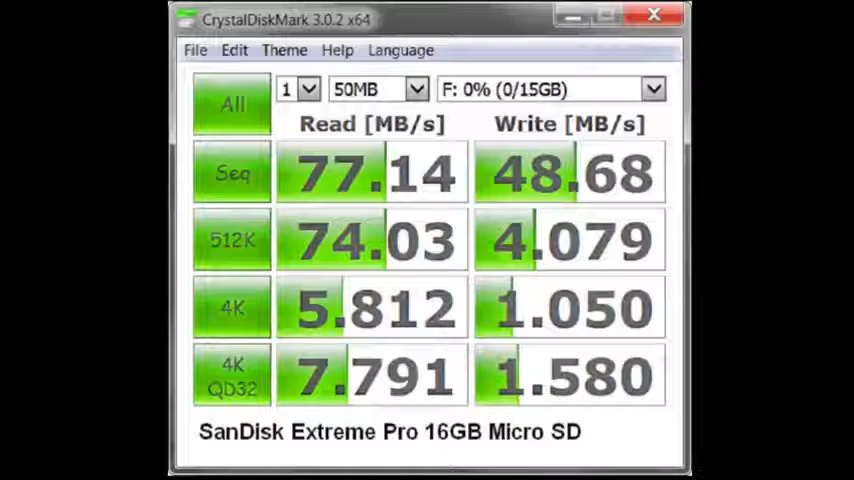 CrystalDiskMark 3.0.2 x64
File Edit Theme Help Language
All 1 50MB F: 0% (0/15GB)
Read [MB/s] Write [MB/s]
Seq 77.14 48.68
512K 74.03 4.079
4K 5.812 1.050
4K QD32 7.791 1.580
SanDisk Extreme Pro 16GB Micro SD